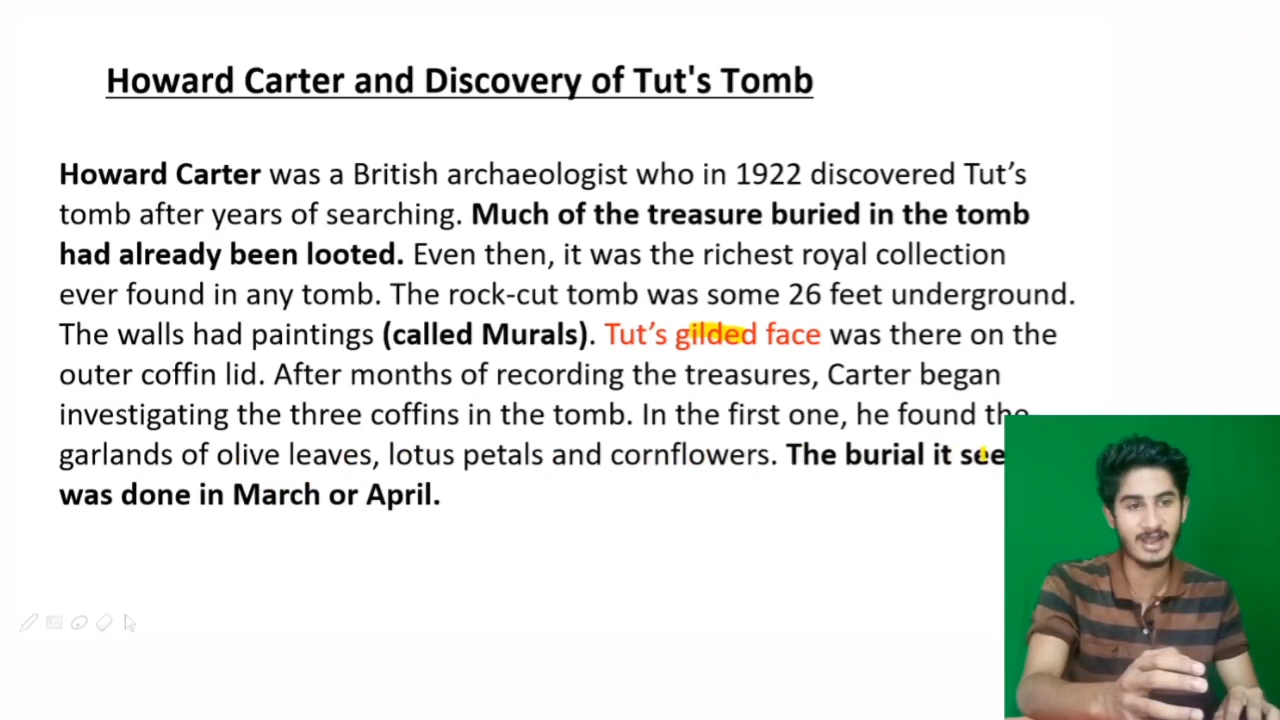 Howard Carter and Discovery of Tut's Tomb
Howard Carter was a British archaeologist who in 1922 discovered Tut’s
tomb after years of searching. Much of the treasure buried in the tomb
had already been looted. Even then, it was the richest royal collection
ever found in any tomb. The rock-cut tomb was some 26 feet underground.
The walls had paintings (called Murals). Tut’s gilded face was there on the
outer coffin lid. After months of recording the treasures, Carter began
investigating the three coffins in the tomb. In the first one, he found the
garlands of olive leaves, lotus petals and cornflowers. The burial it
was done in March or April.